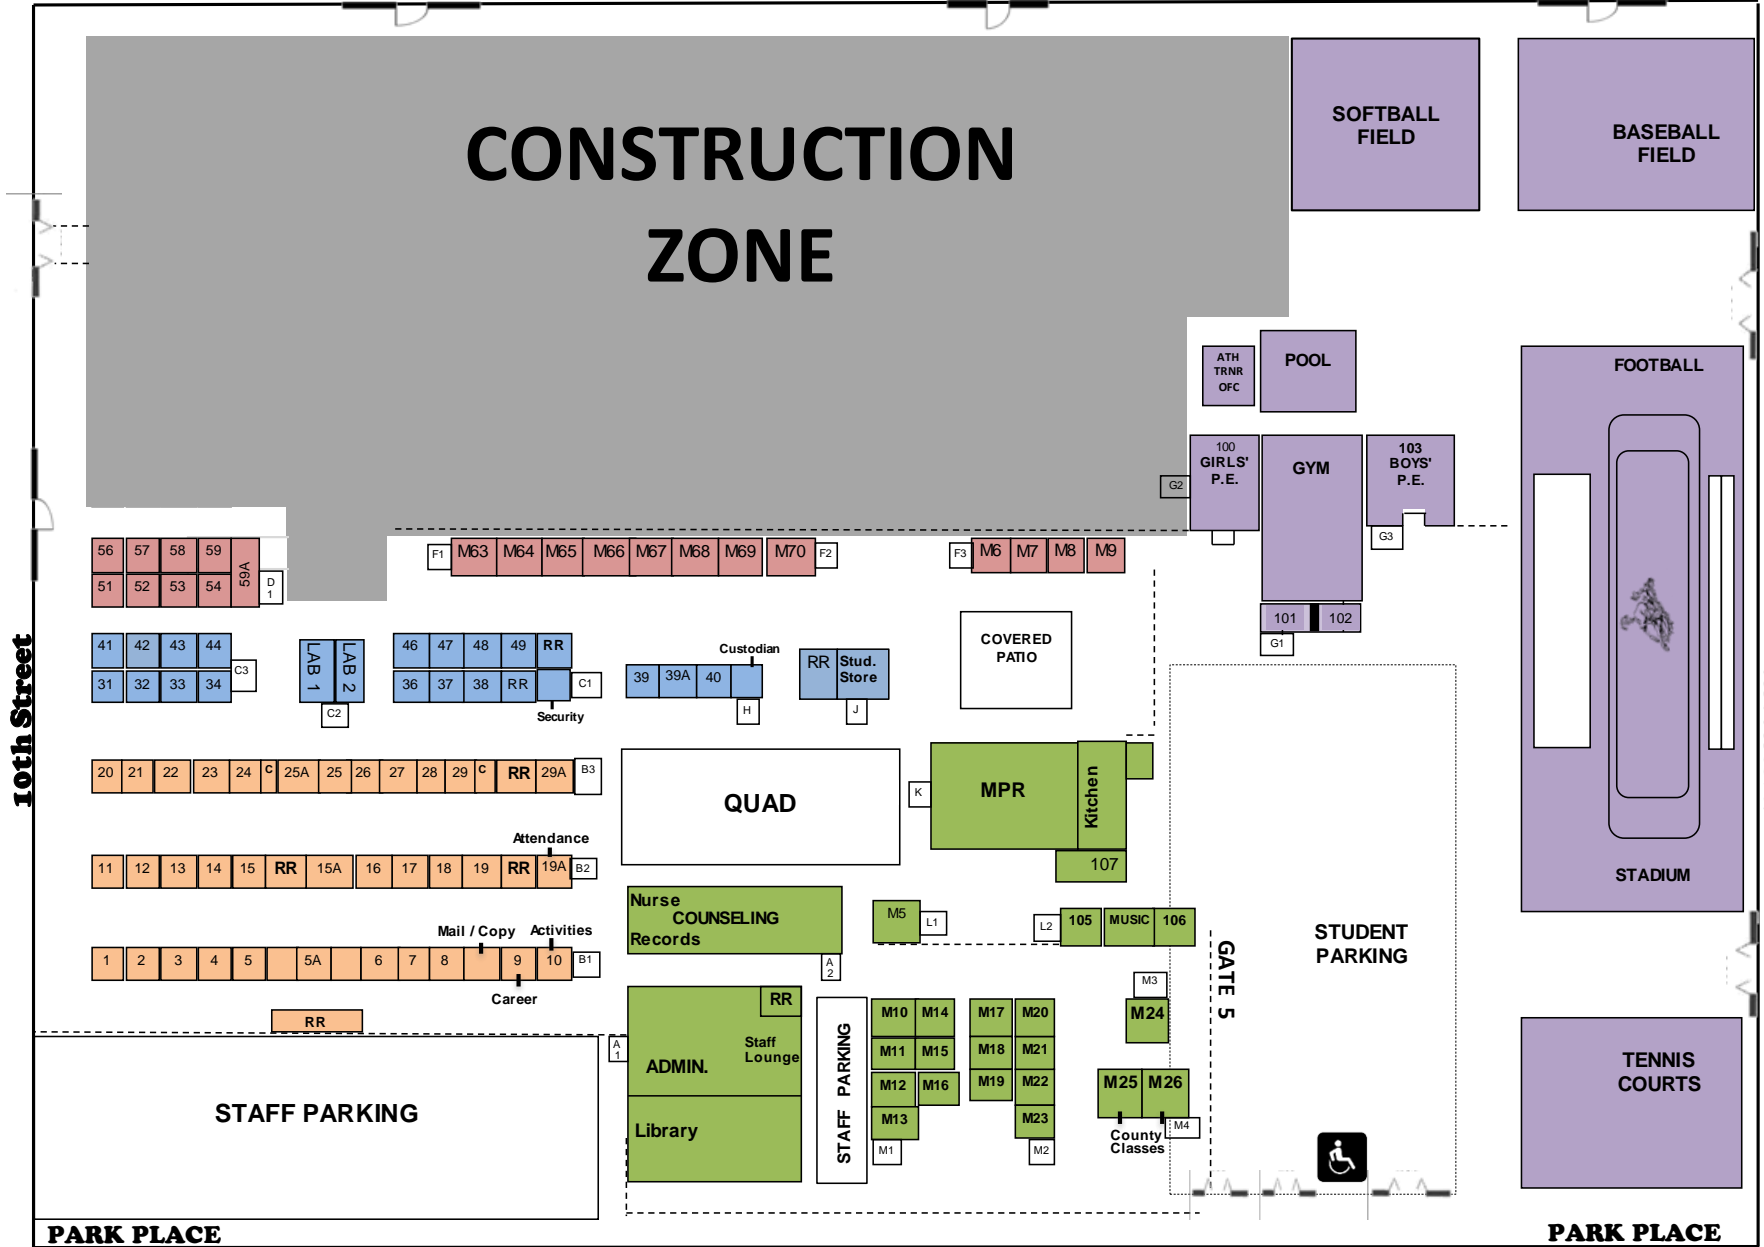 CONSTRUCTION
ZONE
SOFTBALL
FIELD
BASEBALL
FIELD
ATH
TRNR
OFC
POOL
FOOTBALL
100
GIRLS'
P.E.
GYM
103
BOYS'
P.E.
G2
G3
56
57
58
59
59A
51
52
53
54
D
1
F1
M63
M64
M65
M66
M67
M68
M69
M70
F2
F3
M6
M7
M8
M9
101
102
G1
41
42
43
44
C3
31
32
33
34
LAB 1
LAB 2
C2
46
47
48
49
RR
36
37
38
RR
C1
Security
Custodian
39
39A
40
H
RR
Stud.
Store
J
COVERED
PATIO
10th Street
20
21
22
23
24
C
25A
25
26
27
28
29
C
RR
29A
B3
QUAD
K
MPR
Kitchen
107
Attendance
11
12
13
14
15
RR
15A
16
17
18
19
RR
19A
B2
STADIUM
Nurse
COUNSELING
Records
A
2
M5
L1
L2
105
MUSIC
106
Mail / Copy
Activities
1
2
3
4
5
5A
6
7
8
9
10
B1
Career
RR
STUDENT
PARKING
GATE 5
RR
Staff
Lounge
ADMIN.
A
1
Library
STAFF PARKING
STAFF PARKING
M10
M14
M11
M15
M12
M16
M13
M1
M17
M20
M18
M21
M19
M22
M23
M2
M3
M24
M25
M26
M4
County
Classes
TENNIS
COURTS
PARK PLACE
PARK PLACE